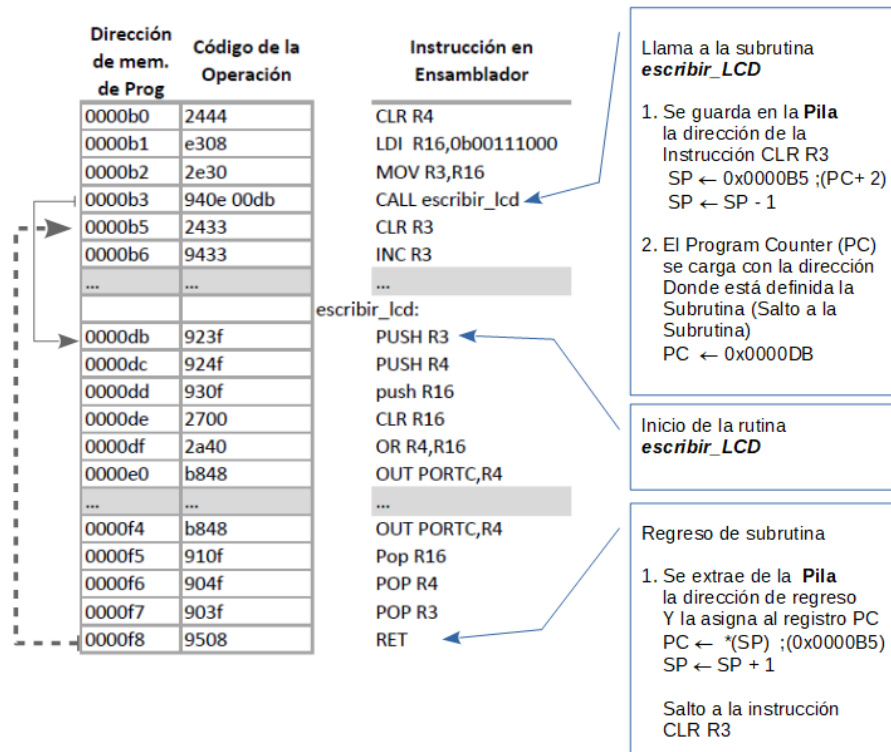 Dirección
de mem.
de Prog
Código de la
Operación
Instrucción en
Ensamblador
0000b0 2444 CLR R4
0000b1 e308 LDI R16,0b00111000
0000b2 2e30 MOV R3,R16
0000b3 940e 00db CALL escribir_lcd
0000b5 2433 CLR R3
0000b6 9433 INC R3
... ... ...
escribir_lcd:
0000db 923f PUSH R3
0000dc 924f PUSH R4
0000dd 930f push R16
0000de 2700 CLR R16
0000df 2a40 OR R4,R16
0000e0 b848 OUT PORTC,R4
... ... ...
0000f4 b848 OUT PORTC,R4
0000f5 910f Pop R16
0000f6 904f POP R4
0000f7 903f POP R3
0000f8 9508 RET
Llama a la subrutina
escribir_LCD
1. Se guarda en la Pila
la dirección de la
Instrucción CLR R3
SP ← 0x0000B5 ;(PC+ 2)
SP ← SP - 1
2. El Program Counter (PC)
se carga con la dirección
Donde está definida la
Subrutina (Salto a la
Subrutina)
PC ← 0x0000DB
Inicio de la rutina
escribir_LCD
Regreso de subrutina
1. Se extrae de la Pila
la dirección de regreso
Y la asigna al registro PC
PC ← *(SP) ;(0x0000B5)
SP ← SP + 1
Salto a la instrucción
CLR R3